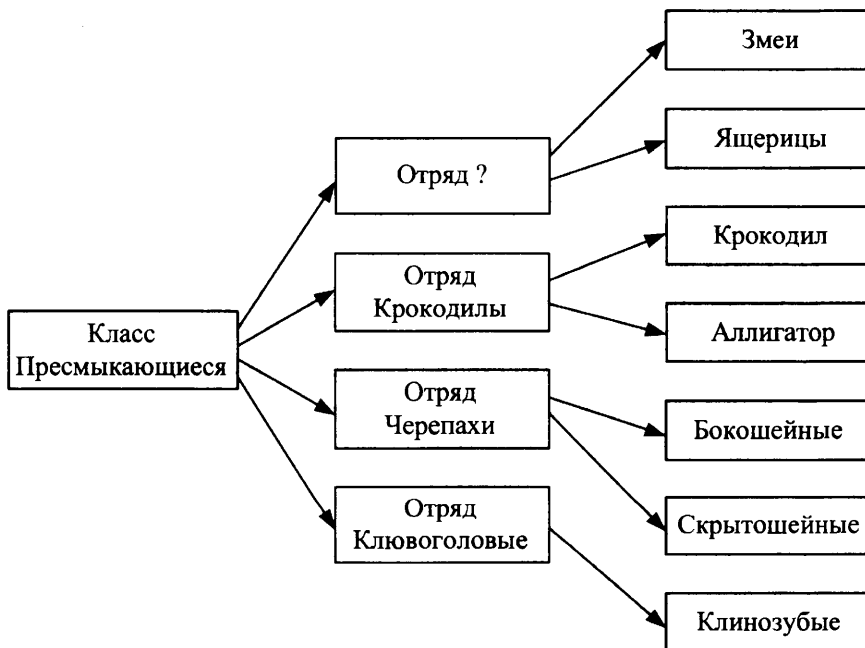 Змеи
Ящерицы
Отряд ?
Крокодил
Отряд
Крокодилы
Класс
Пресмыкающиеся
Аллигатор
Отряд
Черепахи
Бокошейные
Отряд
Клювоголовые
Скрытошейные
Клинозубые